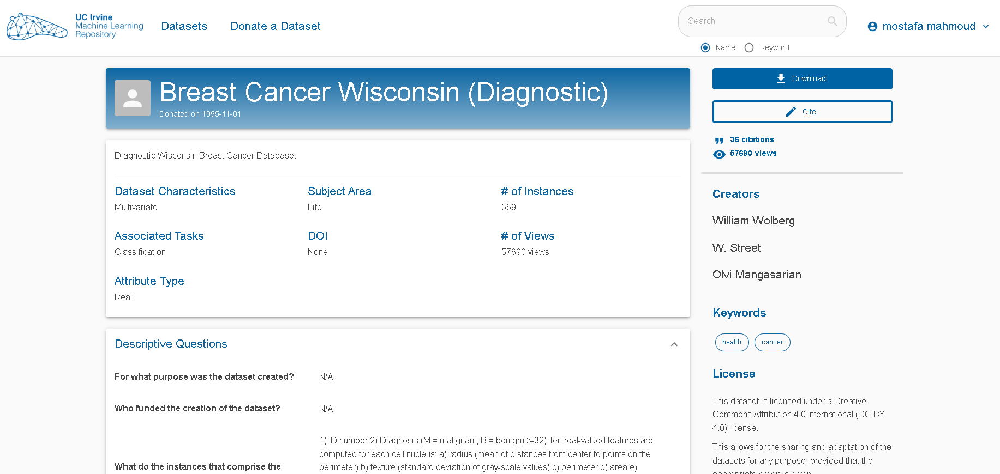 UC Irvine
Machine Learning
Repository
Datasets
Donate a Dataset
Search
Name
Keyword
mostafa mahmoud
Breast Cancer Wisconsin (Diagnostic)
Donated on 1995-11-01
Diagnostic Wisconsin Breast Cancer Database.
Dataset Characteristics
Multivariate
Subject Area
Life
# of Instances
569
Associated Tasks
Classification
DOI
None
# of Views
57690 views
Attribute Type
Real
Descriptive Questions
For what purpose was the dataset created?
N/A
Who funded the creation of the dataset?
N/A
What do the instances that comprise the
1) ID number 2) Diagnosis (M = malignant, B = benign) 3-32) Ten real-valued features are
computed for each cell nucleus: a) radius (mean of distances from center to points on the
perimeter) b) texture (standard deviation of gray-scale values) c) perimeter d) area e)
Download
Cite
36 citations
57690 views
Creators
William Wolberg
W. Street
Olvi Mangasarian
Keywords
health
cancer
License
This dataset is licensed under a Creative
Commons Attribution 4.0 International (CC BY
4.0) license.
This allows for the sharing and adaptation of the
datasets for any purpose, provided that the
appropriate credit is given.